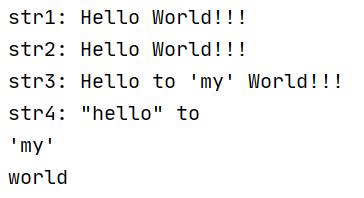 str1: Hello World!!!
str2: Hello World!!!
str3: Hello to 'my' World!!!
str4: "hello" to
'my'
world